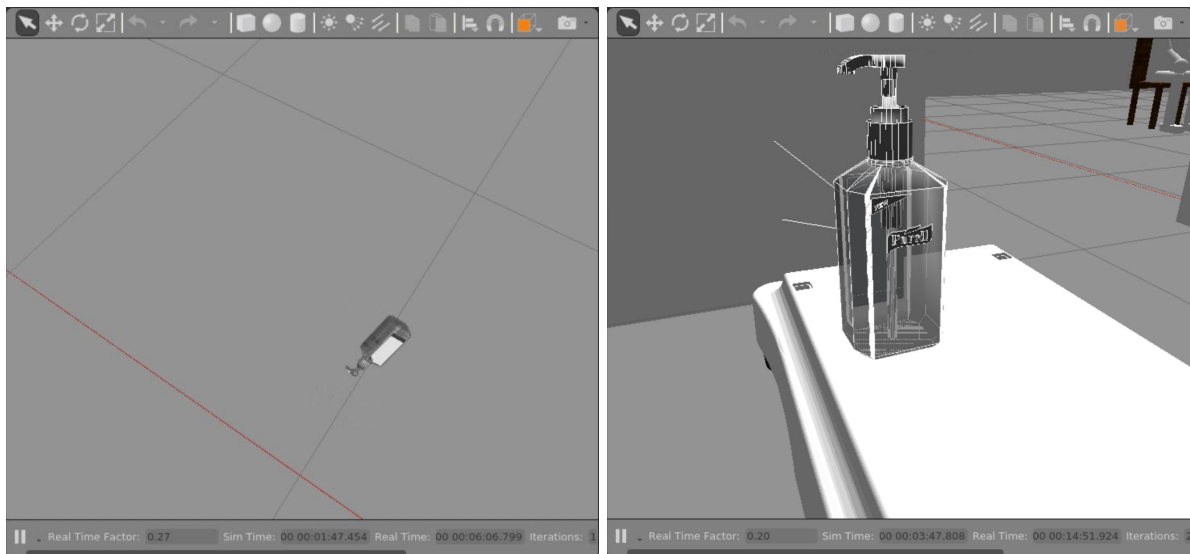 Real Time Factor: 0.27 Sim Time: 00 00:01:47.454 Real Time: 00 00:06:06.799 Iterations: 1
Purell
Real Time Factor: 0.20 Sim Time: 00 00:03:47.808 Real Time: 00 00:14:51.924 Iterations: